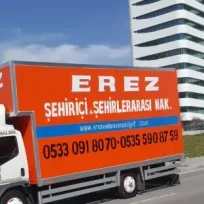 EREZ
ŞEHİRİÇİ & ŞEHİRLERARASI NAK.
0533 091 80 70-0535 590 87 59